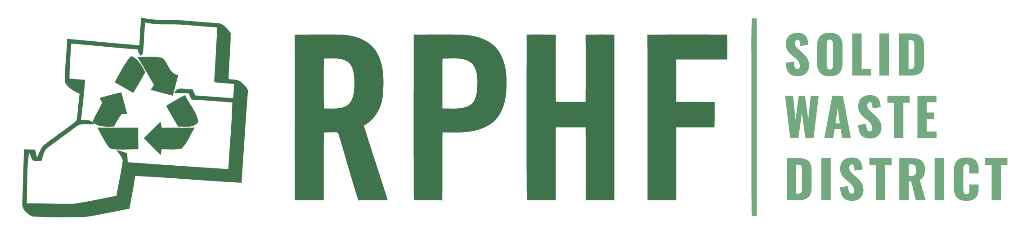 RPHF
SOLID
WASTE
DISTRICT